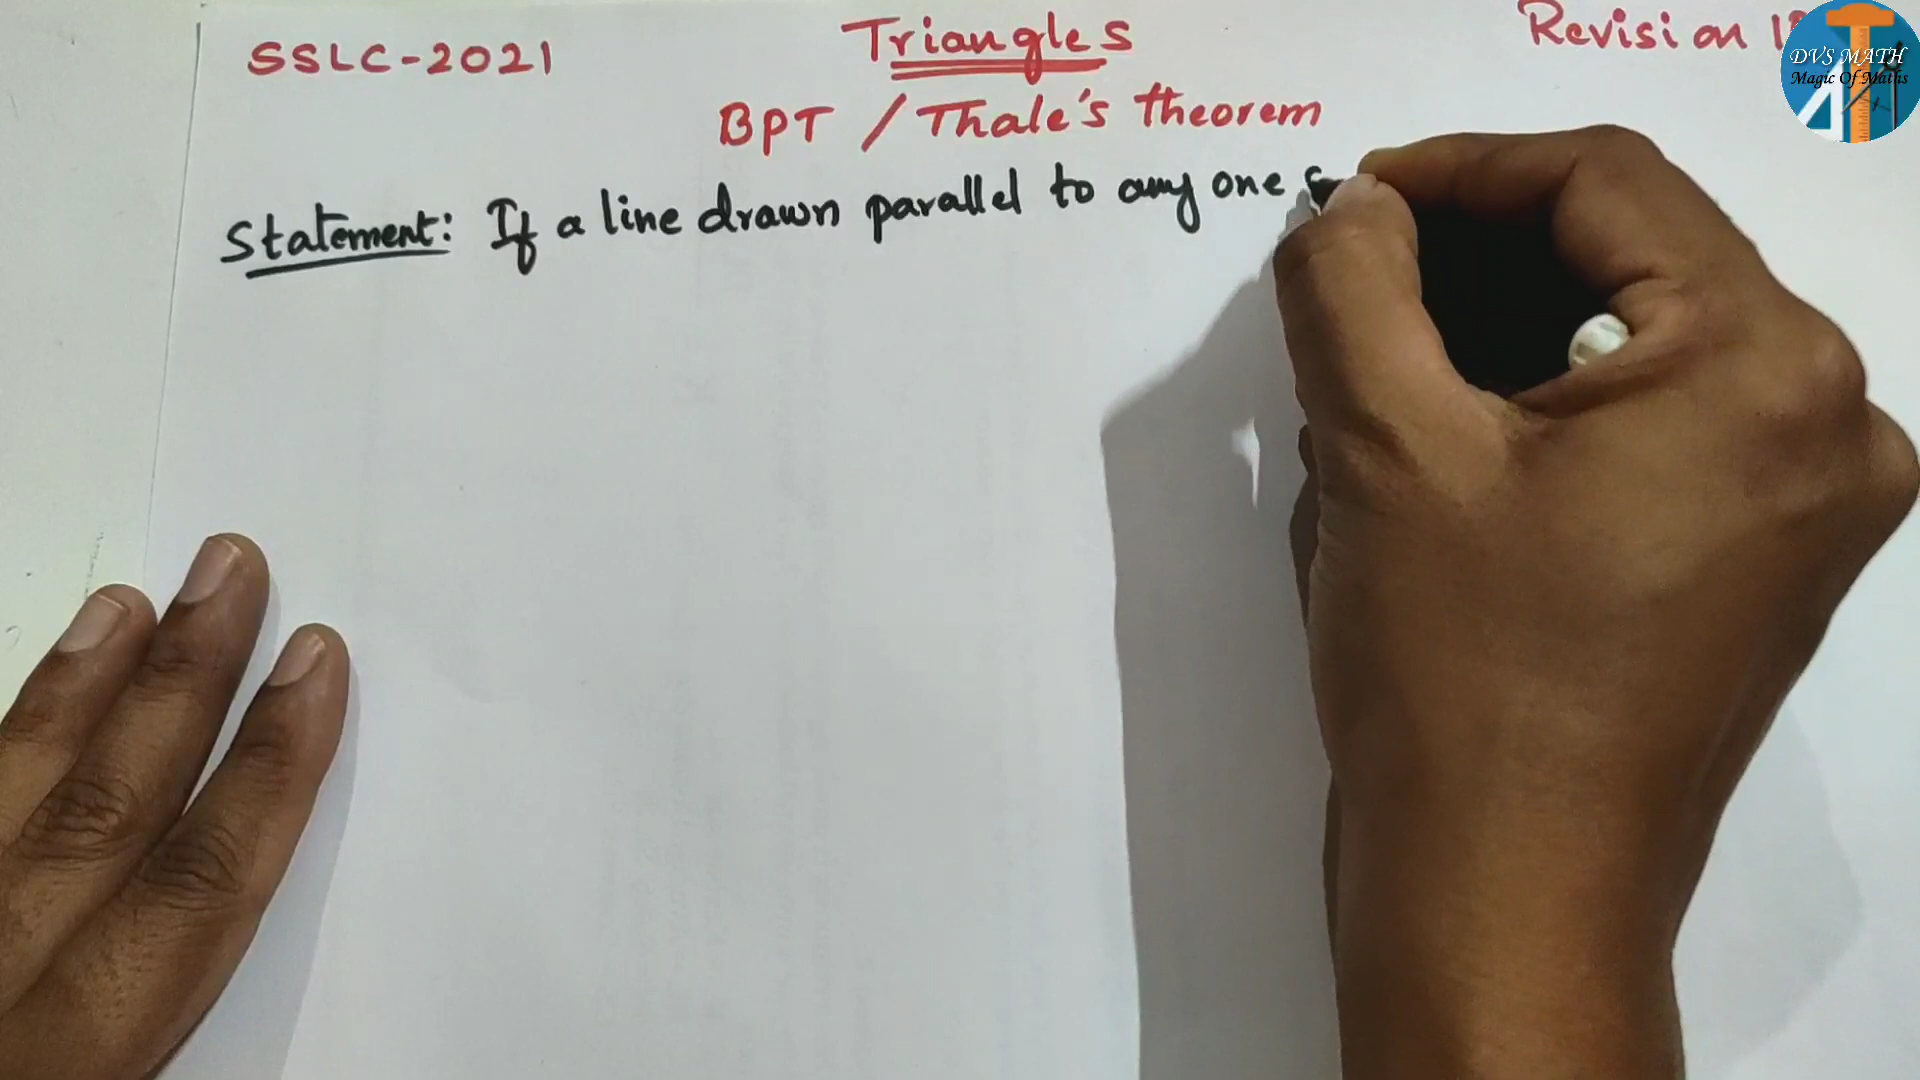 SSLC-2021
Triangles
Revision
DVS MATH
Magic Of Maths
BPT / Thale's theorem
Statement: If a line drawn parallel to any one